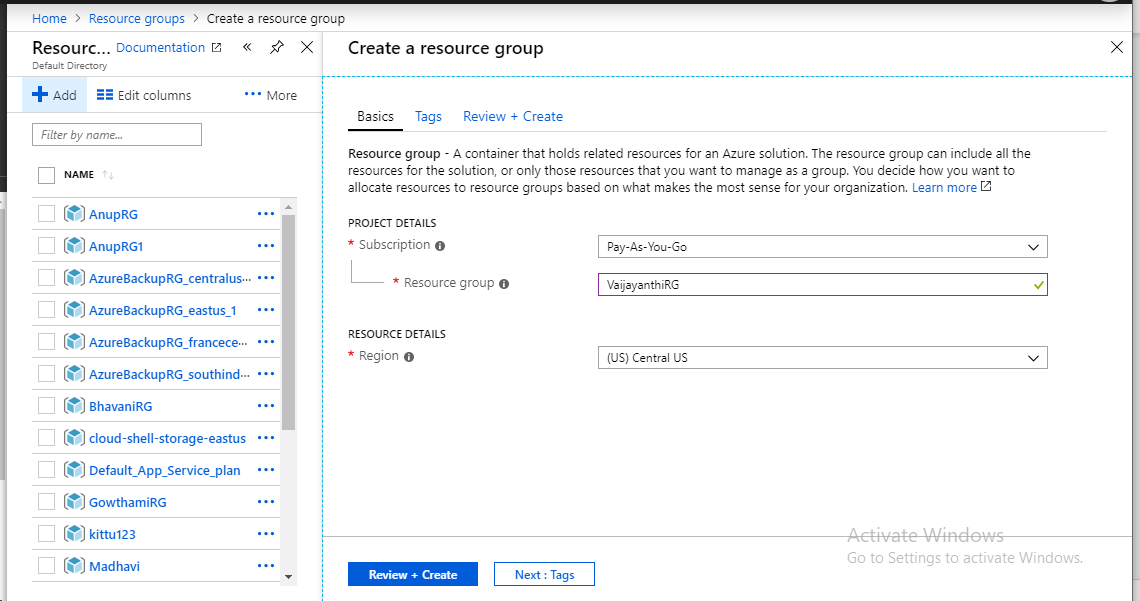 Home > Resource groups > Create a resource group
Resourc... Documentation
Default Directory
Add Edit columns ... More
Filter by name...
NAME
AnupRG
AnupRG1
AzureBackupRG_centralus...
AzureBackupRG_eastus_1
AzureBackupRG_francece...
AzureBackupRG_southind...
BhavaniRG
cloud-shell-storage-eastus
Default_App_Service_plan
GowthamiRG
kittu123
Madhavi
Create a resource group
Basics Tags Review + Create
Resource group - A container that holds related resources for an Azure solution. The resource group can include all the
resources for the solution, or only those resources that you want to manage as a group. You decide how you want to
allocate resources to resource groups based on what makes the most sense for your organization. Learn more
PROJECT DETAILS
* Subscription Pay-As-You-Go
* Resource group VaijayanthiRG
RESOURCE DETAILS
* Region (US) Central US
Activate Windows
Go to Settings to activate Windows.
Review + Create Next : Tags